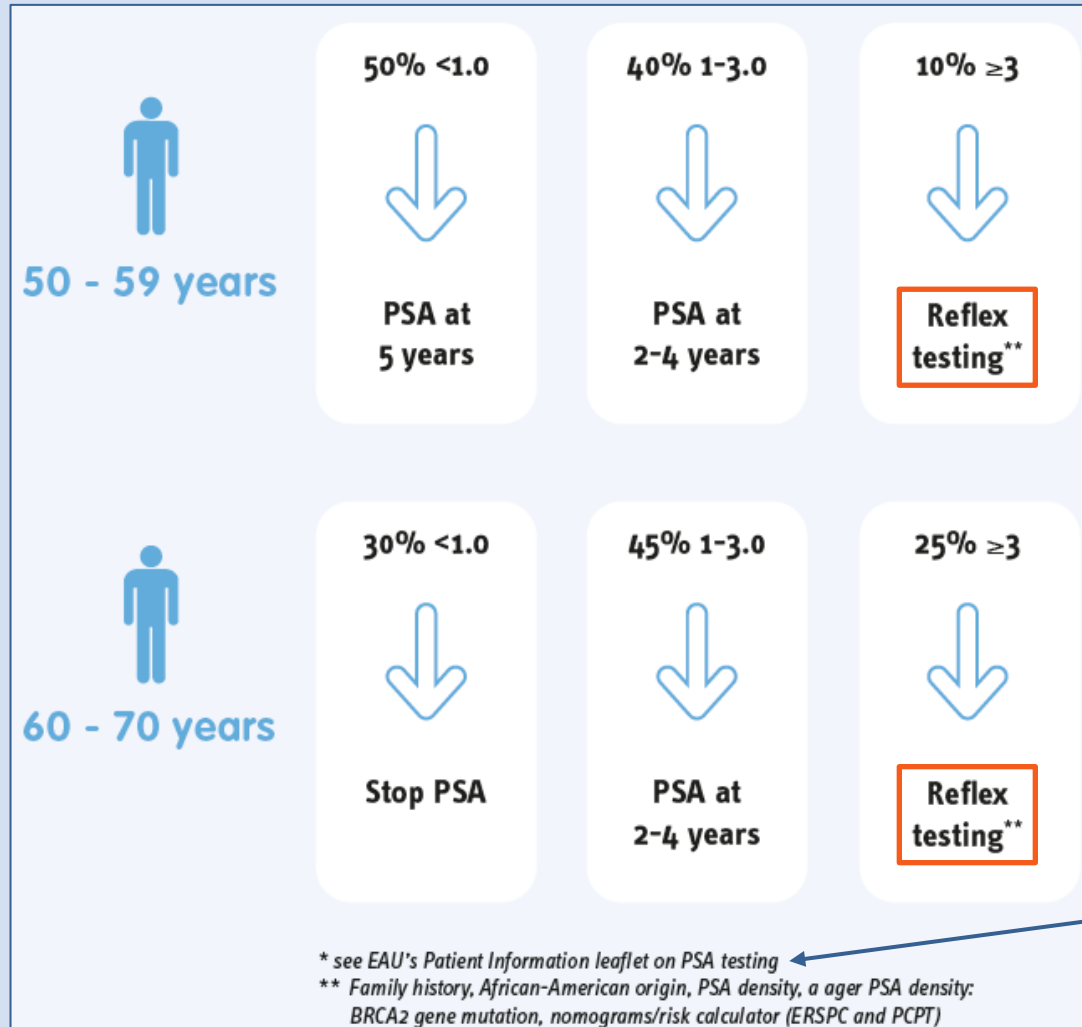 50% <1.0
40% 1-3.0
10% ≥3
50 - 59 years
PSA at
5 years
PSA at
2-4 years
Reflex
testing**
30% <1.0
45% 1-3.0
25% ≥3
60 - 70 years
Stop PSA
PSA at
2-4 years
Reflex
testing**
* see EAU's Patient Information leaflet on PSA testing
** Family history, African-American origin, PSA density, a ager PSA density:
BRCA2 gene mutation, nomograms/risk calculator (ERSPC and PCPT)